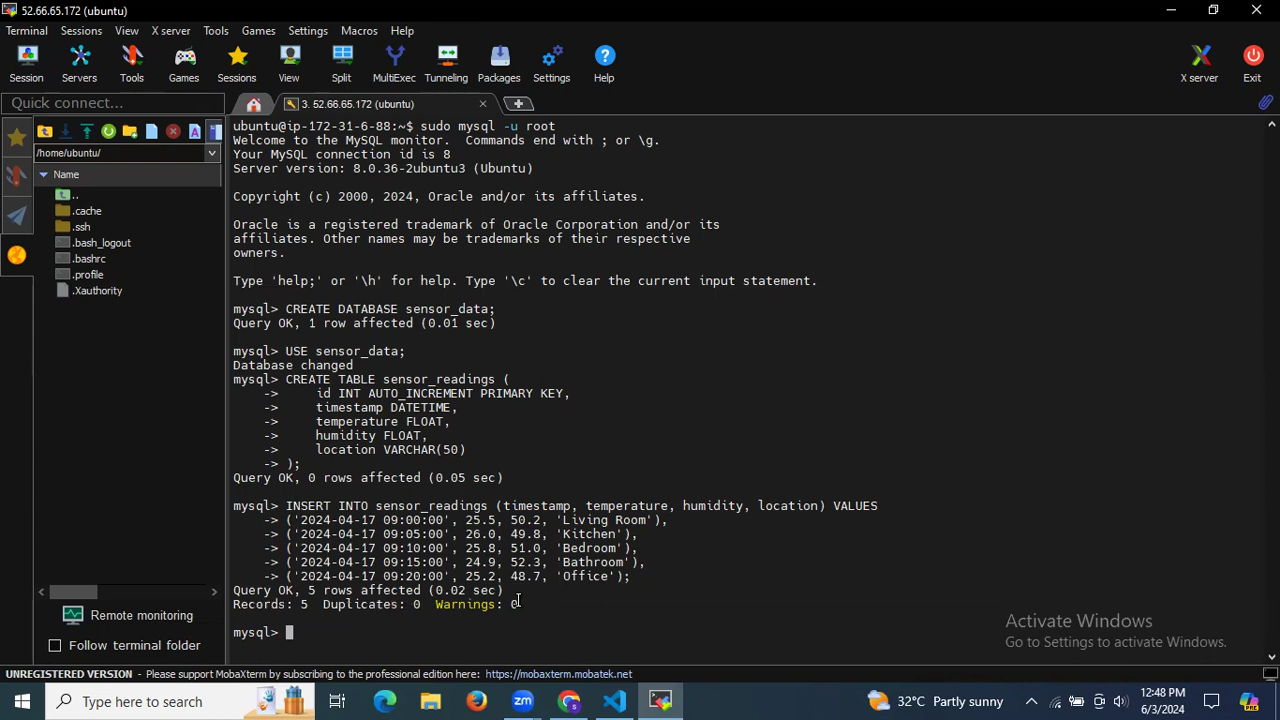 52.66.65.172 (ubuntu)
Terminal Sessions View X server Tools Games Settings Macros Help
Session Servers Tools Games Sessions View Split MultiExec Tunneling Packages Settings Help X server Exit
Quick connect...
3. 52.66.65.172 (ubuntu)
/home/ubuntu/
Name
..
.cache
.ssh
.bash_logout
.bashrc
.profile
.Xauthority
Remote monitoring
Follow terminal folder
ubuntu@ip-172-31-6-88:~$ sudo mysql -u root
Welcome to the MySQL monitor.  Commands end with ; or \g.
Your MySQL connection id is 8
Server version: 8.0.36-2ubuntu3 (Ubuntu)
Copyright (c) 2000, 2024, Oracle and/or its affiliates.
Oracle is a registered trademark of Oracle Corporation and/or its
affiliates. Other names may be trademarks of their respective
owners.
Type 'help;' or '\h' for help. Type '\c' to clear the current input statement.
mysql> CREATE DATABASE sensor_data;
Query OK, 1 row affected (0.01 sec)
mysql> USE sensor_data;
Database changed
mysql> CREATE TABLE sensor_readings (
    ->     id INT AUTO_INCREMENT PRIMARY KEY,
    ->     timestamp DATETIME,
    ->     temperature FLOAT,
    ->     humidity FLOAT,
    ->     location VARCHAR(50)
    -> );
Query OK, 0 rows affected (0.05 sec)
mysql> INSERT INTO sensor_readings (timestamp, temperature, humidity, location) VALUES
    -> ('2024-04-17 09:00:00', 25.5, 50.2, 'Living Room'),
    -> ('2024-04-17 09:05:00', 26.0, 49.8, 'Kitchen'),
    -> ('2024-04-17 09:10:00', 25.8, 51.0, 'Bedroom'),
    -> ('2024-04-17 09:15:00', 24.9, 52.3, 'Bathroom'),
    -> ('2024-04-17 09:20:00', 25.2, 48.7, 'Office');
Query OK, 5 rows affected (0.02 sec)
Records: 5  Duplicates: 0  Warnings: 0
mysql>
Activate Windows
Go to Settings to activate Windows.
UNREGISTERED VERSION - Please support MobaXterm by subscribing to the professional edition here: https://mobaxterm.mobatek.net
Type here to search
32°C Partly sunny
12:48 PM
6/3/2024